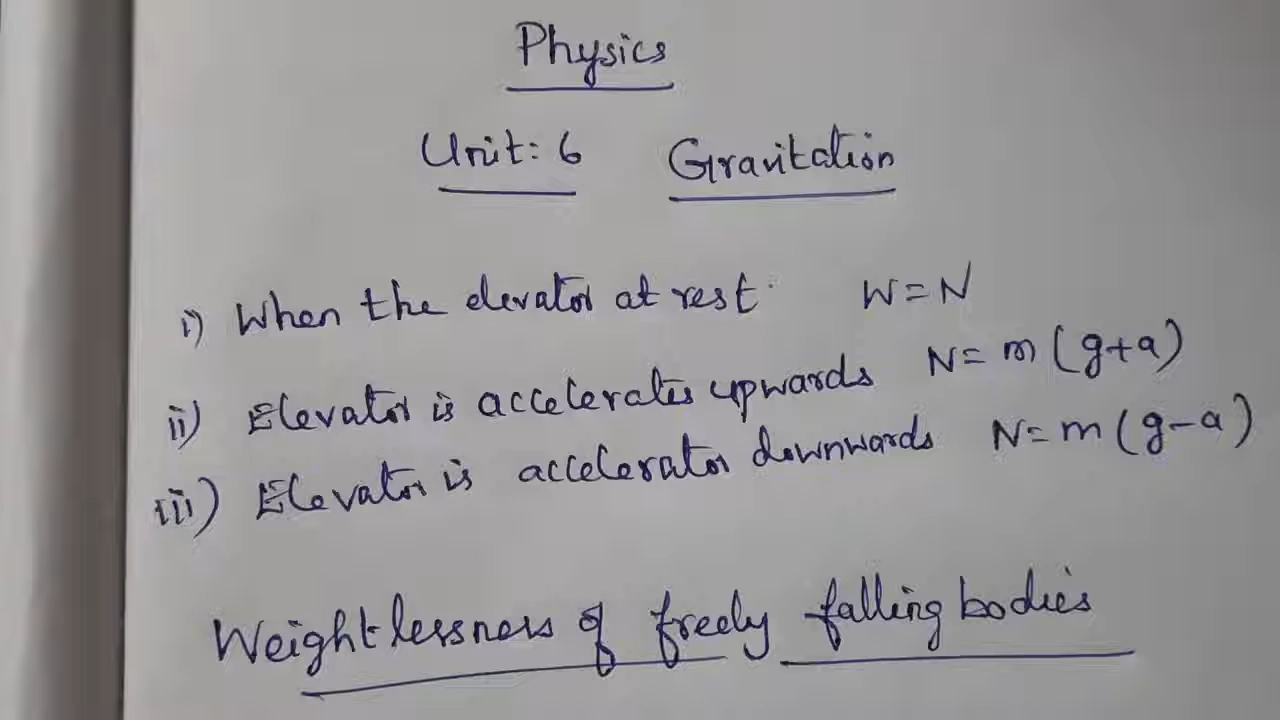 Physics
Unit: 6 Gravitation
i) When the elevator at rest. W = N
ii) Elevator is accelerates upwards N = m (g+a)
iii) Elevator is accelerator downwards N = m (g-a)
Weightlessness of freely falling bodies